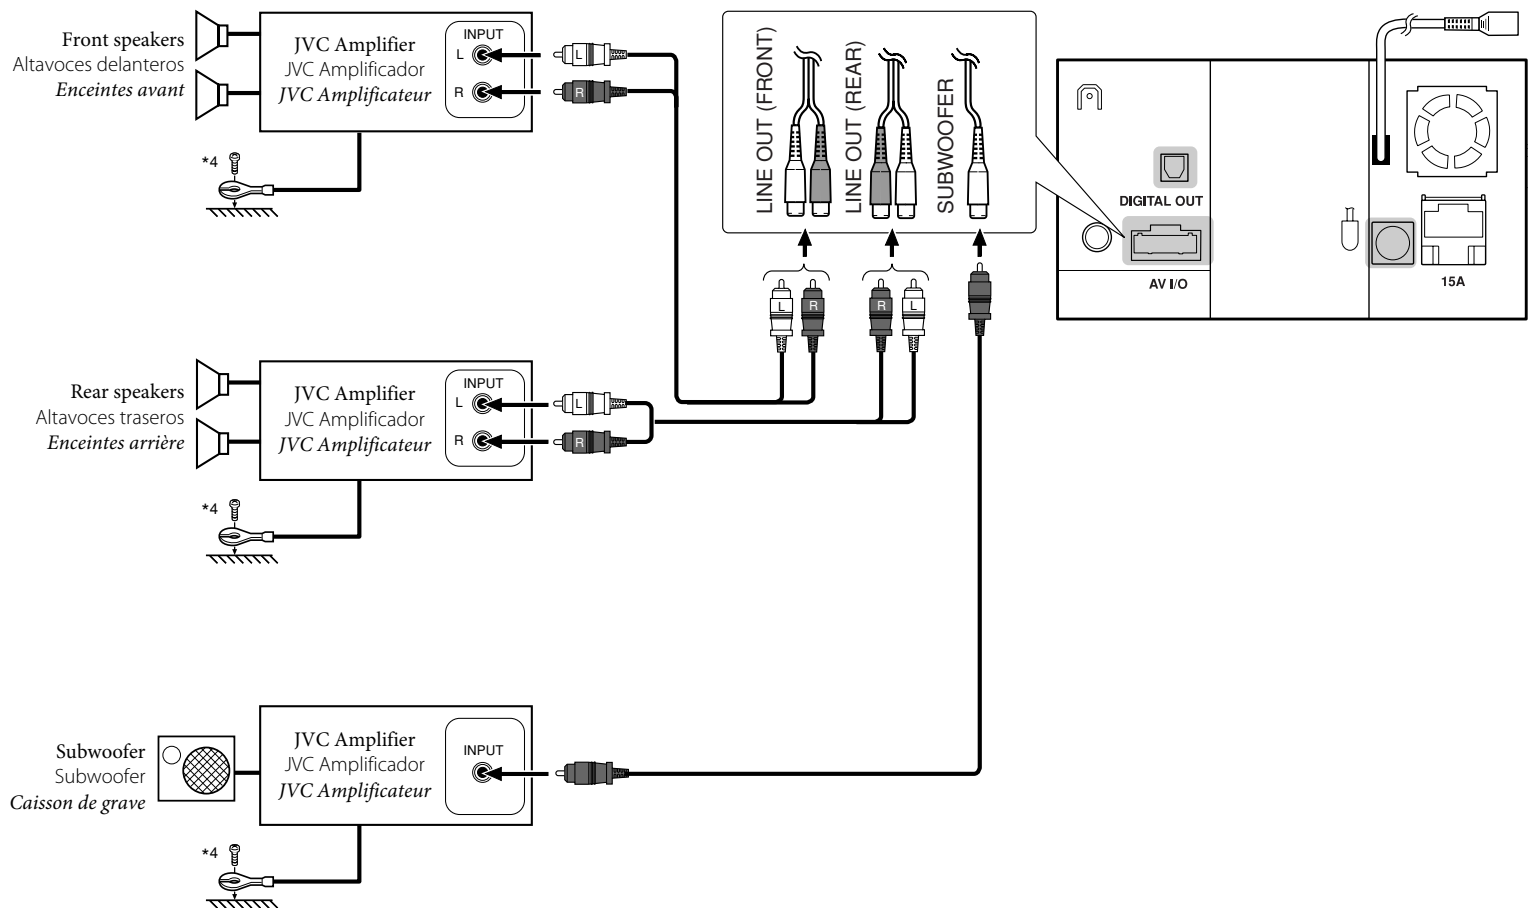 Front speakers
Altavoces delanteros
Enceintes avant
JVC Amplifier
JVC Amplificador
JVC Amplificateur
INPUT
L
R
L
R
*4
LINE OUT (FRONT)
LINE OUT (REAR)
SUBWOOFER
DIGITAL OUT
AV I/O
15A
L
R
R
L
Rear speakers
Altavoces traseros
Enceintes arrière
JVC Amplifier
JVC Amplificador
JVC Amplificateur
INPUT
L
R
L
R
*4
Subwoofer
Subwoofer
Caisson de grave
JVC Amplifier
JVC Amplificador
JVC Amplificateur
INPUT
*4